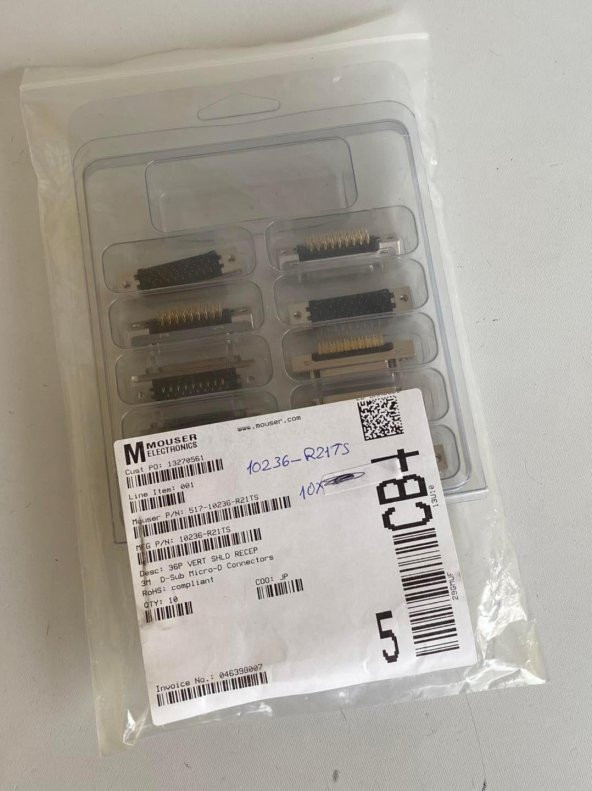 MOUSER
ELECTRONICS
www.mouser.com
Cust PO: 13270561
Line Item: 001
10236-R21TS
10x
Mouser P/N: 517-10236-R21TS
MFG P/N: 10236-R21TS
Desc: 36P VERT SHLD RECEP
3M D-Sub Micro-D Connectors
RoHS: compliant
COO: JP
QTY: 10
Invoice No.: 046398007
5
CB+